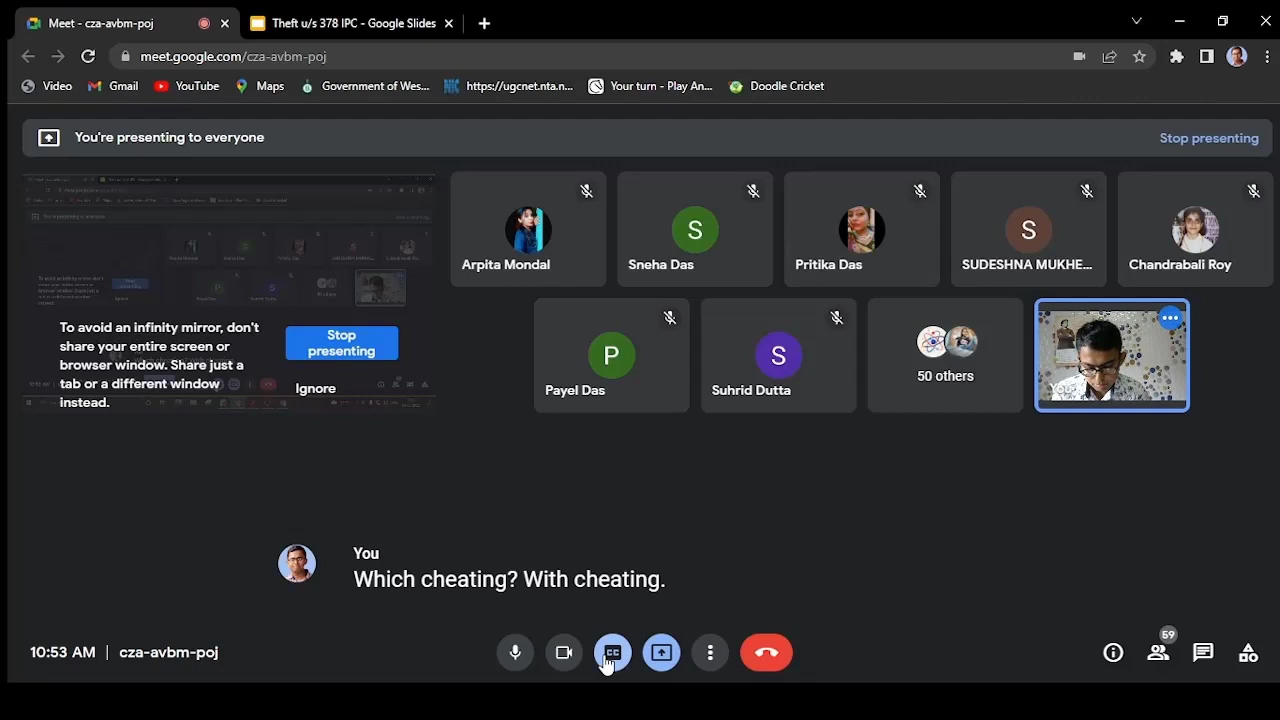 Meet - cza-avbm-poj
Theft u/s 378 IPC - Google Slides
meet.google.com/cza-avbm-poj
Video
Gmail
YouTube
Maps
Government of Wes...
NIC
https://ugcnet.nta.n...
Your turn - Play An...
Doodle Cricket
You're presenting to everyone
Stop presenting
To avoid an infinity mirror, don't
share your entire screen or
browser window. Share just a
tab or a different window
instead.
Stop
presenting
Ignore
Arpita Mondal
S
Sneha Das
Pritika Das
S
SUDESHNA MUKHE...
Chandrabali Roy
P
Payel Das
S
Suhrid Dutta
50 others
You
Which cheating? With cheating.
10:53 AM | cza-avbm-poj
CC
59